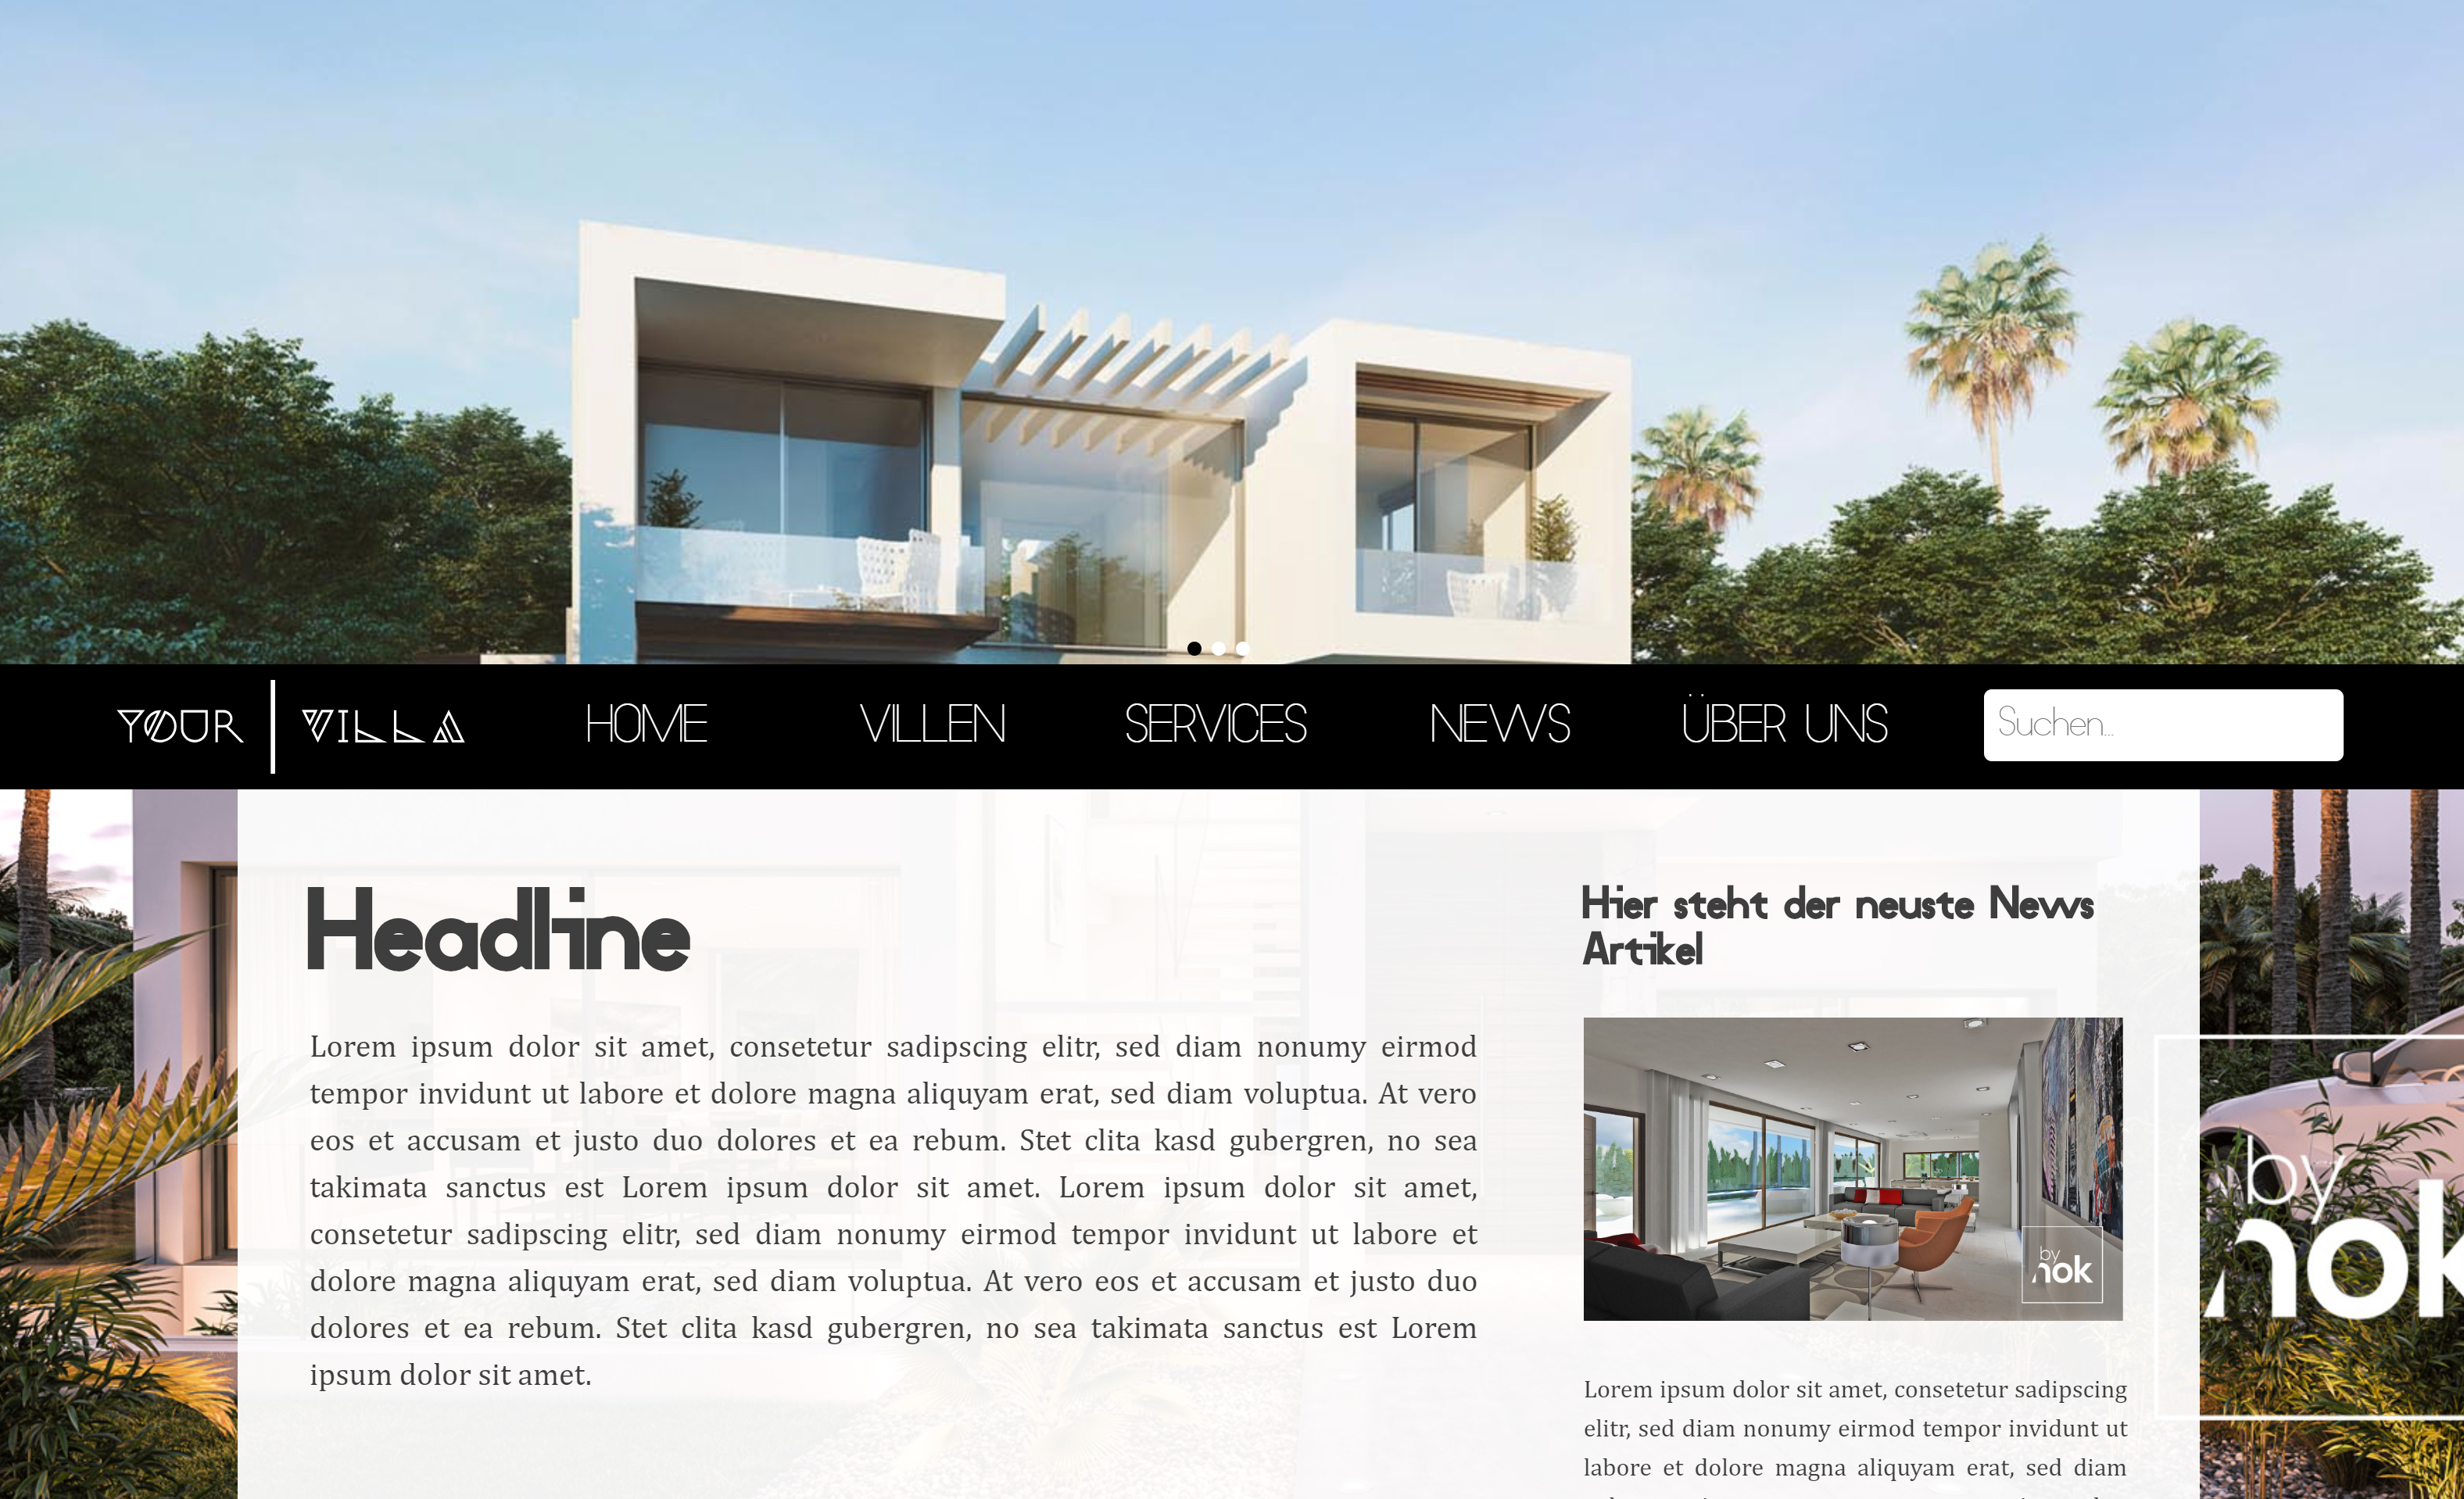 YOUR | VILLA
HOME
VILLEN
SERVICES
NEWS
ÜBER UNS
Suchen...
Headline
Lorem ipsum dolor sit amet, consetetur sadipscing elitr, sed diam nonumy eirmod
tempor invidunt ut labore et dolore magna aliquyam erat, sed diam voluptua. At vero
eos et accusam et justo duo dolores et ea rebum. Stet clita kasd gubergren, no sea
takimata sanctus est Lorem ipsum dolor sit amet. Lorem ipsum dolor sit amet,
consetetur sadipscing elitr, sed diam nonumy eirmod tempor invidunt ut labore et
dolore magna aliquyam erat, sed diam voluptua. At vero eos et accusam et justo duo
dolores et ea rebum. Stet clita kasd gubergren, no sea takimata sanctus est Lorem
ipsum dolor sit amet.
Hier steht der neuste News
Artikel
by
nok
Lorem ipsum dolor sit amet, consetetur sadipscing
elitr, sed diam nonumy eirmod tempor invidunt ut
labore et dolore magna aliquyam erat, sed diam
by
nok